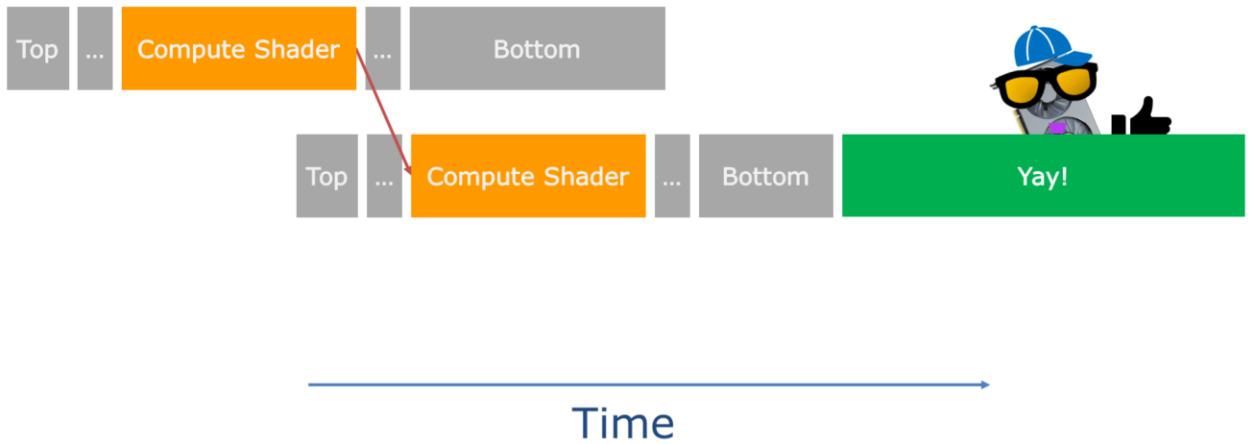 Top ... Compute Shader ... Bottom
Top ... Compute Shader ... Bottom Yay!
Time